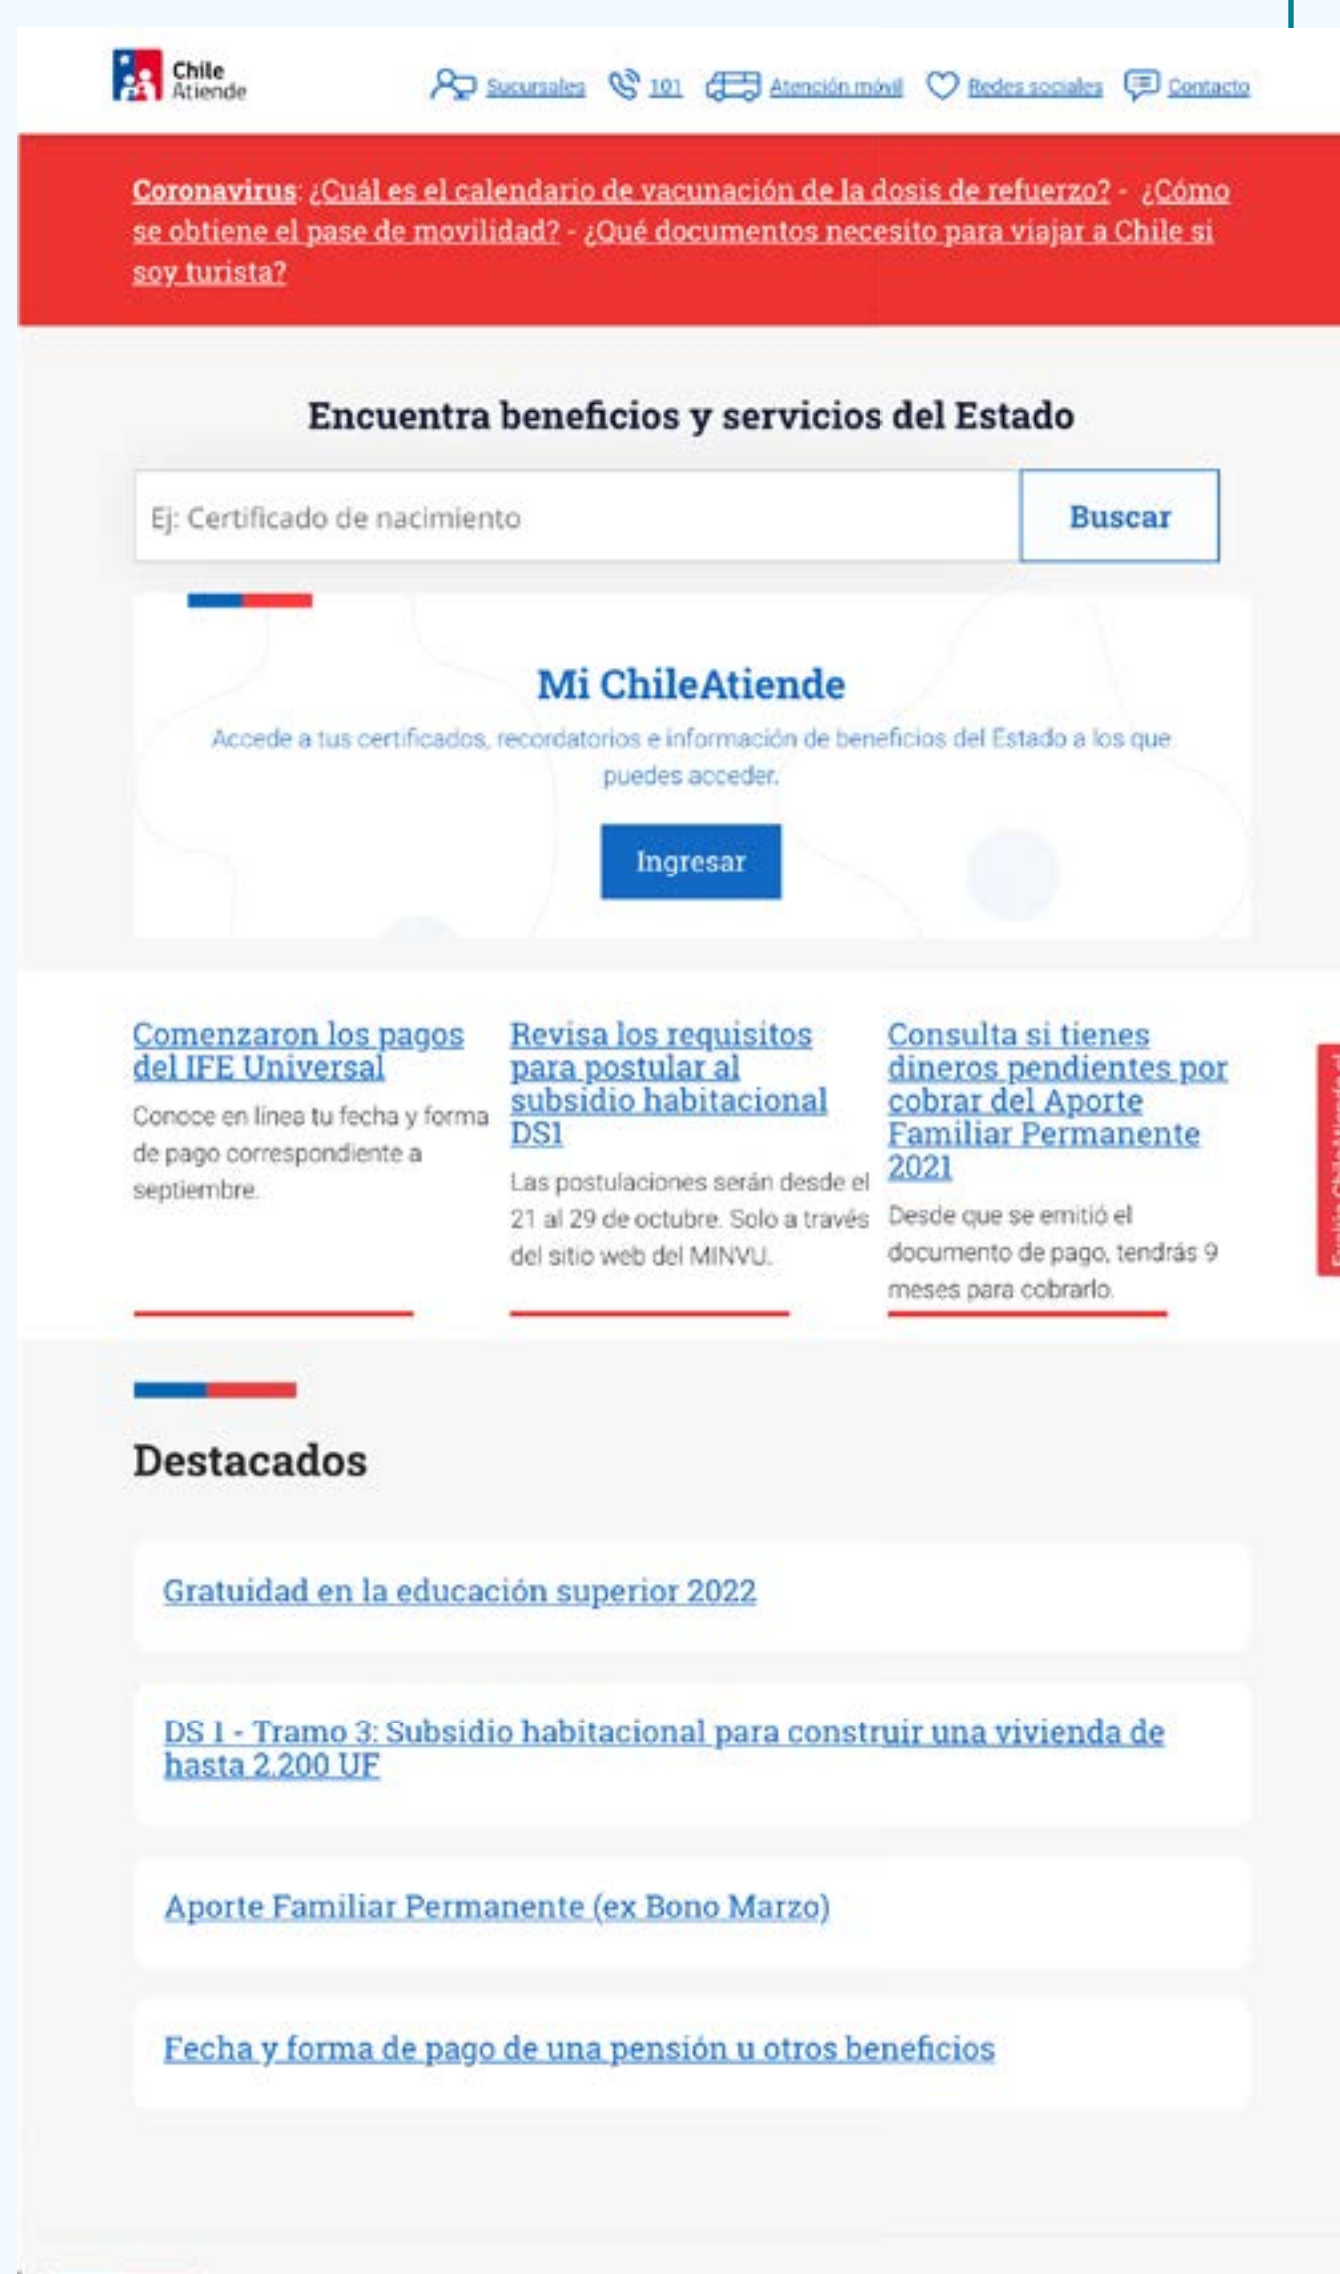 Chile
Atiende
Sucursales 101 Atención móvil Redes sociales Contacto
Coronavirus: ¿Cuál es el calendario de vacunación de la dosis de refuerzo? - ¿Cómo
se obtiene el pase de movilidad? - ¿Qué documentos necesito para viajar a Chile si
soy turista?
Encuentra beneficios y servicios del Estado
Ej: Certificado de nacimiento
Buscar
Mi ChileAtiende
Accede a tus certificados, recordatorios e información de beneficios del Estado a los que
puedes acceder.
Ingresar
Comenzaron los pagos
del IFE Universal
Conoce en línea tu fecha y forma
de pago correspondiente a
septiembre.
Revisa los requisitos
para postular al
subsidio habitacional
DS1
Las postulaciones serán desde el
21 al 29 de octubre. Solo a través
del sitio web del MINVU.
Consulta si tienes
dineros pendientes por
cobrar del Aporte
Familiar Permanente
2021
Desde que se emitió el
documento de pago, tendrás 9
meses para cobrarlo.
Destacados
Gratuidad en la educación superior 2022
DS 1 - Tramo 3: Subsidio habitacional para construir una vivienda de
hasta 2.200 UF
Aporte Familiar Permanente (ex Bono Marzo)
Fecha y forma de pago de una pensión u otros beneficios